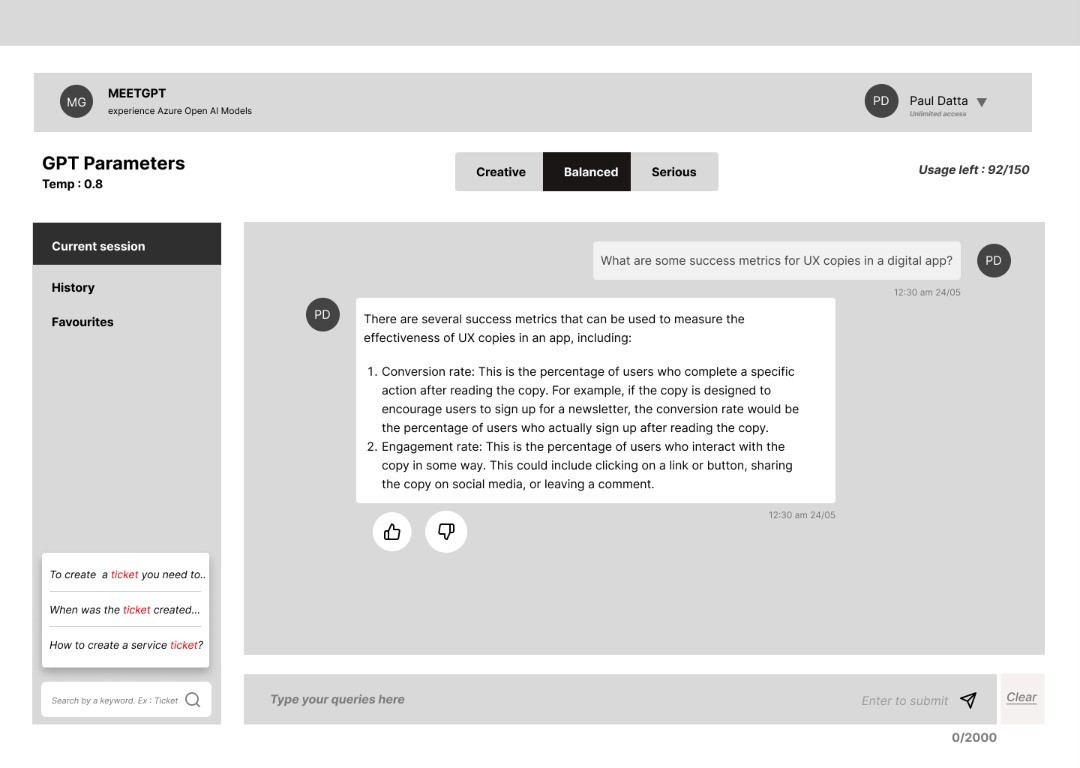 MG
MEETGPT
experience Azure Open AI Models
PD
Paul Datta
Unlimited access
GPT Parameters
Temp : 0.8
Creative
Balanced
Serious
Usage left : 92/150
Current session
History
Favourites
To create a ticket you need to..
When was the ticket created...
How to create a service ticket?
Search by a keyword. Ex : Ticket
What are some success metrics for UX copies in a digital app?
PD
12:30 am 24/05
PD
There are several success metrics that can be used to measure the
effectiveness of UX copies in an app, including:
1. Conversion rate: This is the percentage of users who complete a specific
action after reading the copy. For example, if the copy is designed to
encourage users to sign up for a newsletter, the conversion rate would be
the percentage of users who actually sign up after reading the copy.
2. Engagement rate: This is the percentage of users who interact with the
copy in some way. This could include clicking on a link or button, sharing
the copy on social media, or leaving a comment.
12:30 am 24/05
Type your queries here
Enter to submit
Clear
0/2000